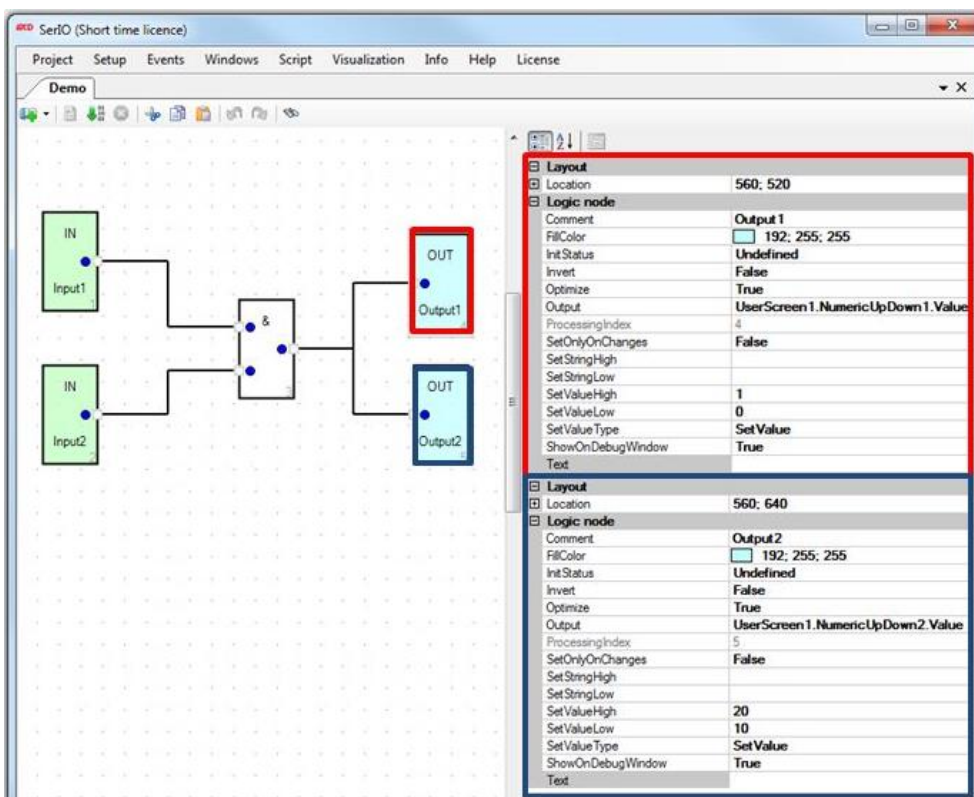 SerIO (Short time licence)
Project Setup Events Windows Script Visualization Info Help License
Demo
IN
Input1
1
IN
Input2
2
&
3
OUT
Output1
OUT
Output2
Layout
Location 560; 520
Logic node
Comment Output1
FillColor 192; 255; 255
InitStatus Undefined
Invert False
Optimize True
Output UserScreen1.NumericUpDown1.Value
ProcessingIndex 4
SetOnlyOnChanges False
SetStringHigh
SetStringLow
SetValueHigh 1
SetValueLow 0
SetValueType SetValue
ShowOnDebugWindow True
Text
Layout
Location 560; 640
Logic node
Comment Output2
FillColor 192; 255; 255
InitStatus Undefined
Invert False
Optimize True
Output UserScreen1.NumericUpDown2.Value
ProcessingIndex 5
SetOnlyOnChanges False
SetStringHigh
SetStringLow
SetValueHigh 20
SetValueLow 10
SetValueType SetValue
ShowOnDebugWindow True
Text